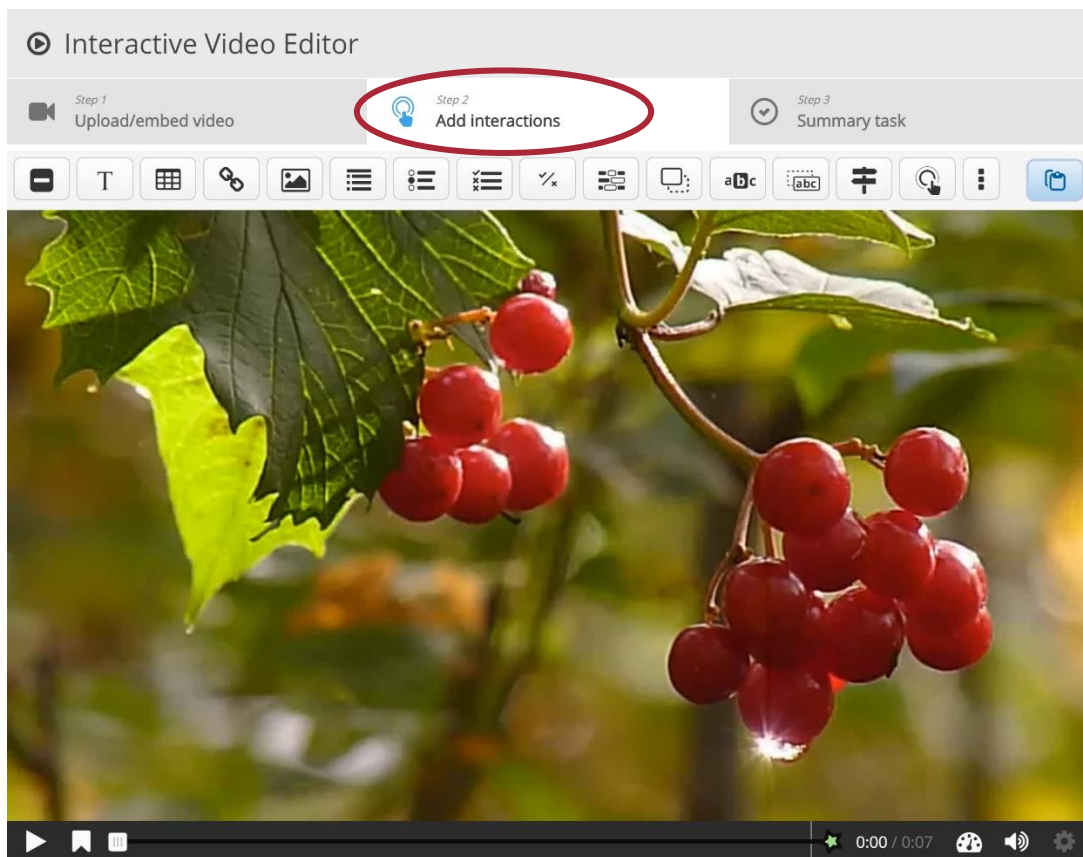 Interactive Video Editor
Step 1
Upload/embed video
Step 2
Add interactions
Step 3
Summary task
T
abc
abc
0:00 / 0:07